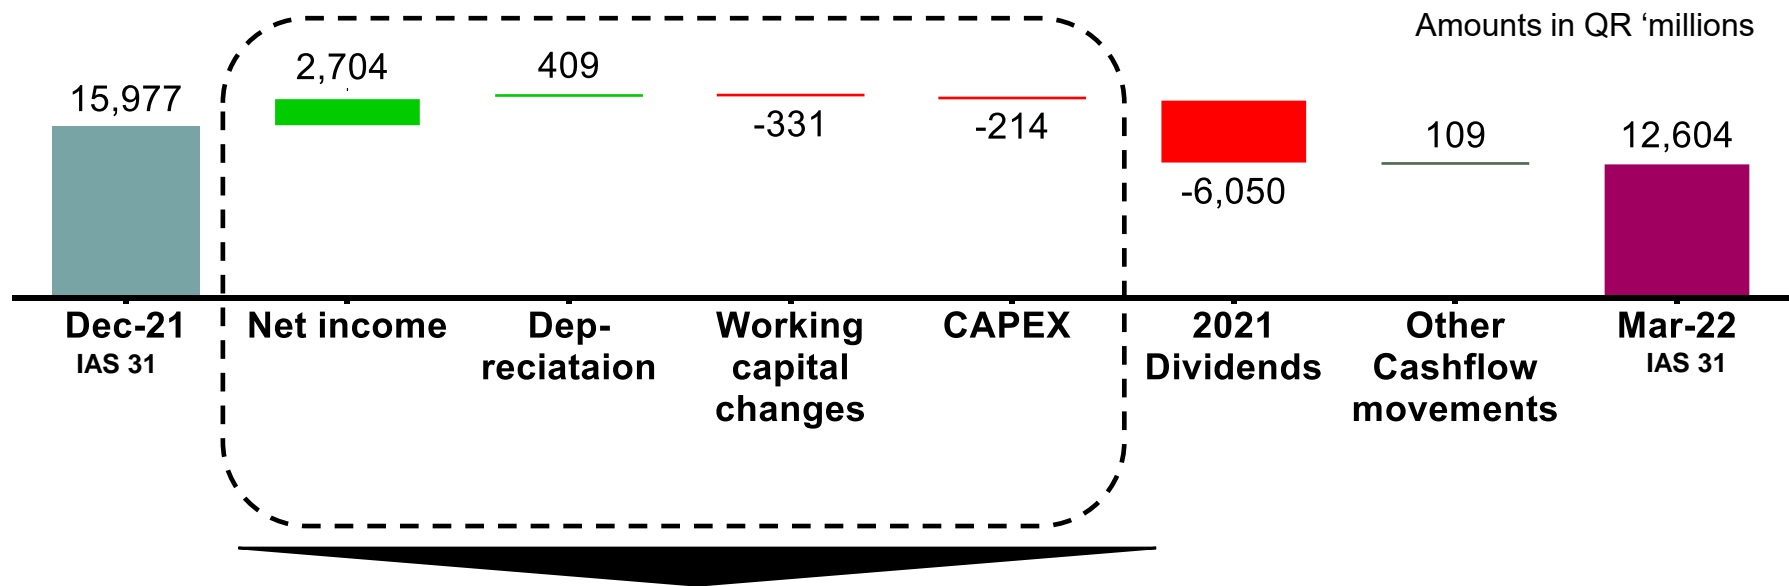 Amounts in QR ‘millions
15,977
2,704
409
-331
-214
-6,050
109
12,604
Dec-21
IAS 31
Net income
Dep-
reciataion
Working
capital
changes
CAPEX
2021
Dividends
Other
Cashflow
movements
Mar-22
IAS 31